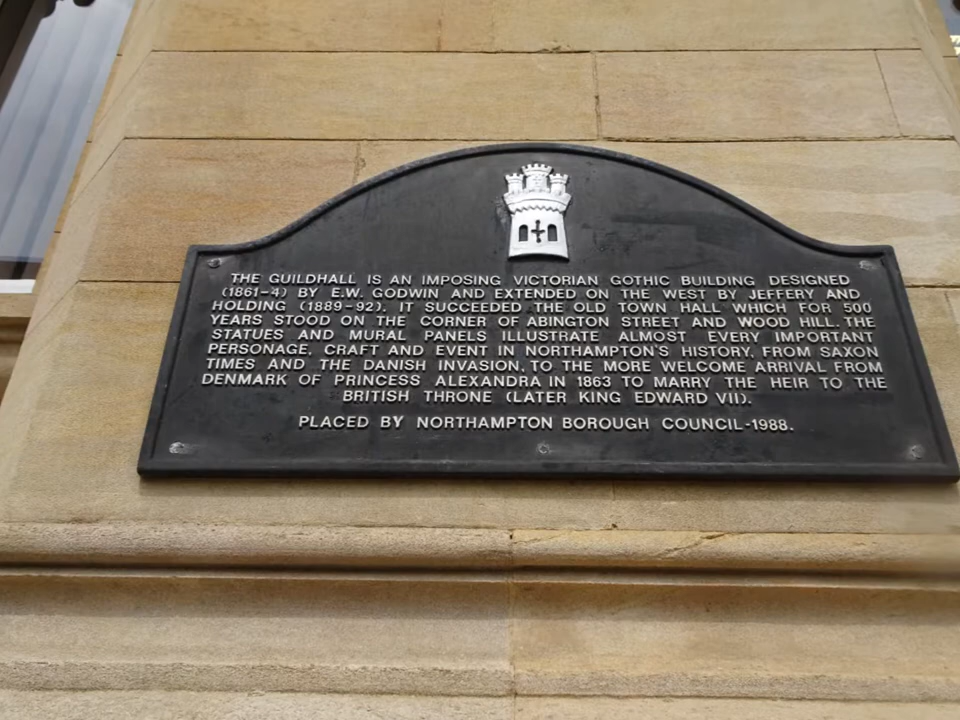 THE GUILDHALL IS AN IMPOSING VICTORIAN GOTHIC BUILDING DESIGNED
(1861-4) BY E.W. GODWIN AND EXTENDED ON THE WEST BY JEFFERY AND
HOLDING (1889-92). IT SUCCEEDED THE OLD TOWN HALL WHICH FOR 500
YEARS STOOD ON THE CORNER OF ABINGTON STREET AND WOOD HILL. THE
STATUES AND MURAL PANELS ILLUSTRATE ALMOST EVERY IMPORTANT
PERSONAGE, CRAFT AND EVENT IN NORTHAMPTON'S HISTORY, FROM SAXON
TIMES AND THE DANISH INVASION, TO THE MORE WELCOME ARRIVAL FROM
DENMARK OF PRINCESS ALEXANDRA IN 1863 TO MARRY THE HEIR TO THE
BRITISH THRONE (LATER KING EDWARD VII).
PLACED BY NORTHAMPTON BOROUGH COUNCIL-1988.